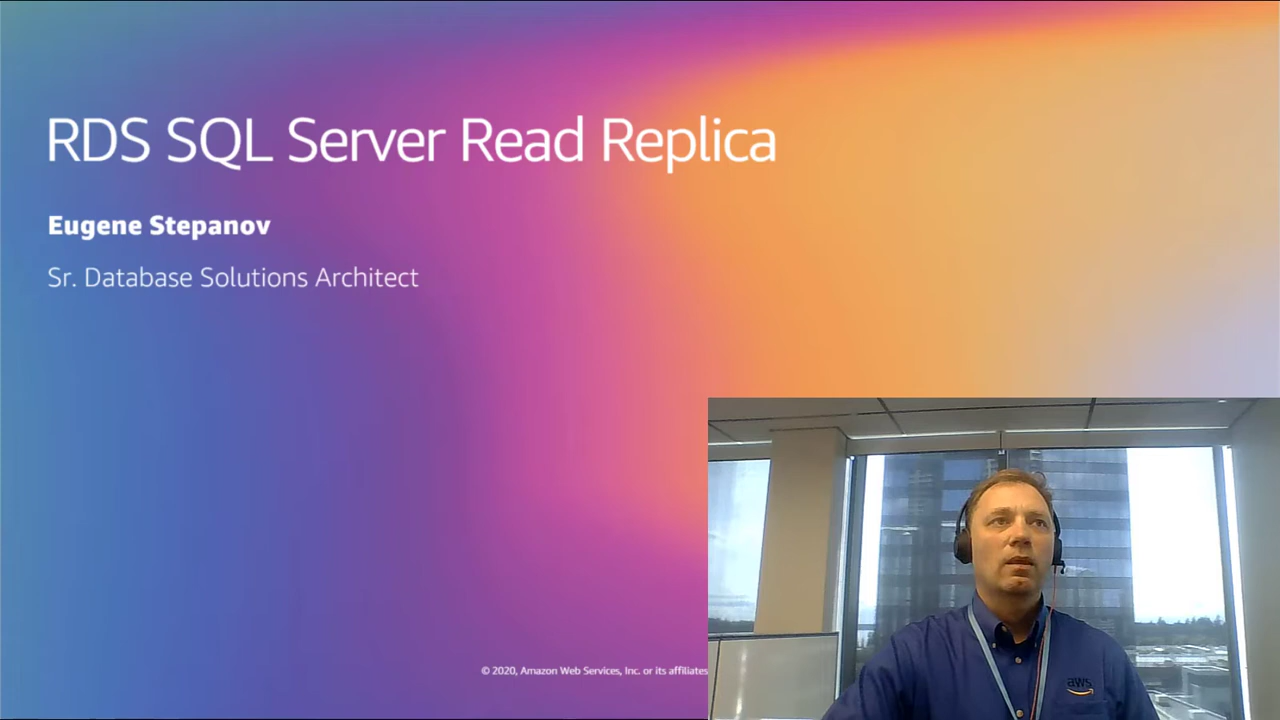 RDS SQL Server Read Replica
Eugene Stepanov
Sr. Database Solutions Architect
© 2020, Amazon Web Services, Inc. or its affiliates
aws